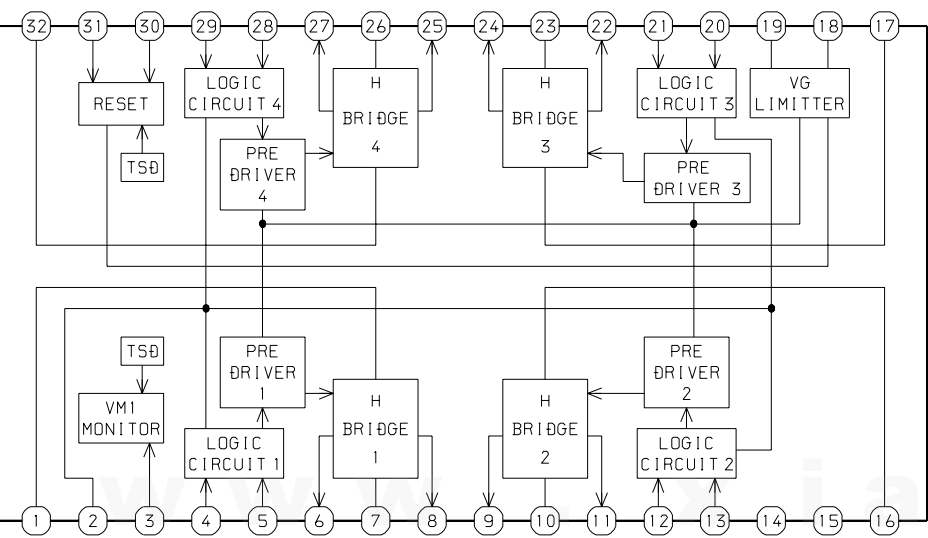 32 31 30 29 28 27 26 25 24 23 22 21 20 19 18 17
RESET
TSD
LOGIC
CIRCUIT 4
PRE
DRIVER
4
H
BRIDGE
4
H
BRIDGE
3
LOGIC
CIRCUIT 3
PRE
DRIVER 3
VG
LIMITTER
TSD
VM1
MONITOR
PRE
DRIVER
1
LOGIC
CIRCUIT 1
H
BRIDGE
1
H
BRIDGE
2
PRE
DRIVER
2
LOGIC
CIRCUIT 2
1 2 3 4 5 6 7 8 9 10 11 12 13 14 15 16